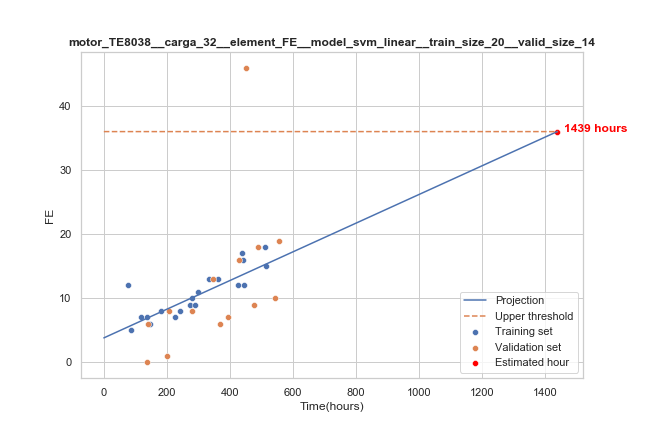 motor_TE8038__carga_32__element_FE__model_svm_linear__train_size_20__valid_size_14
40
30
20
10
0
FE
1439 hours
Projection
Upper threshold
Training set
Validation set
Estimated hour
0 200 400 600 800 1000 1200 1400
Time(hours)